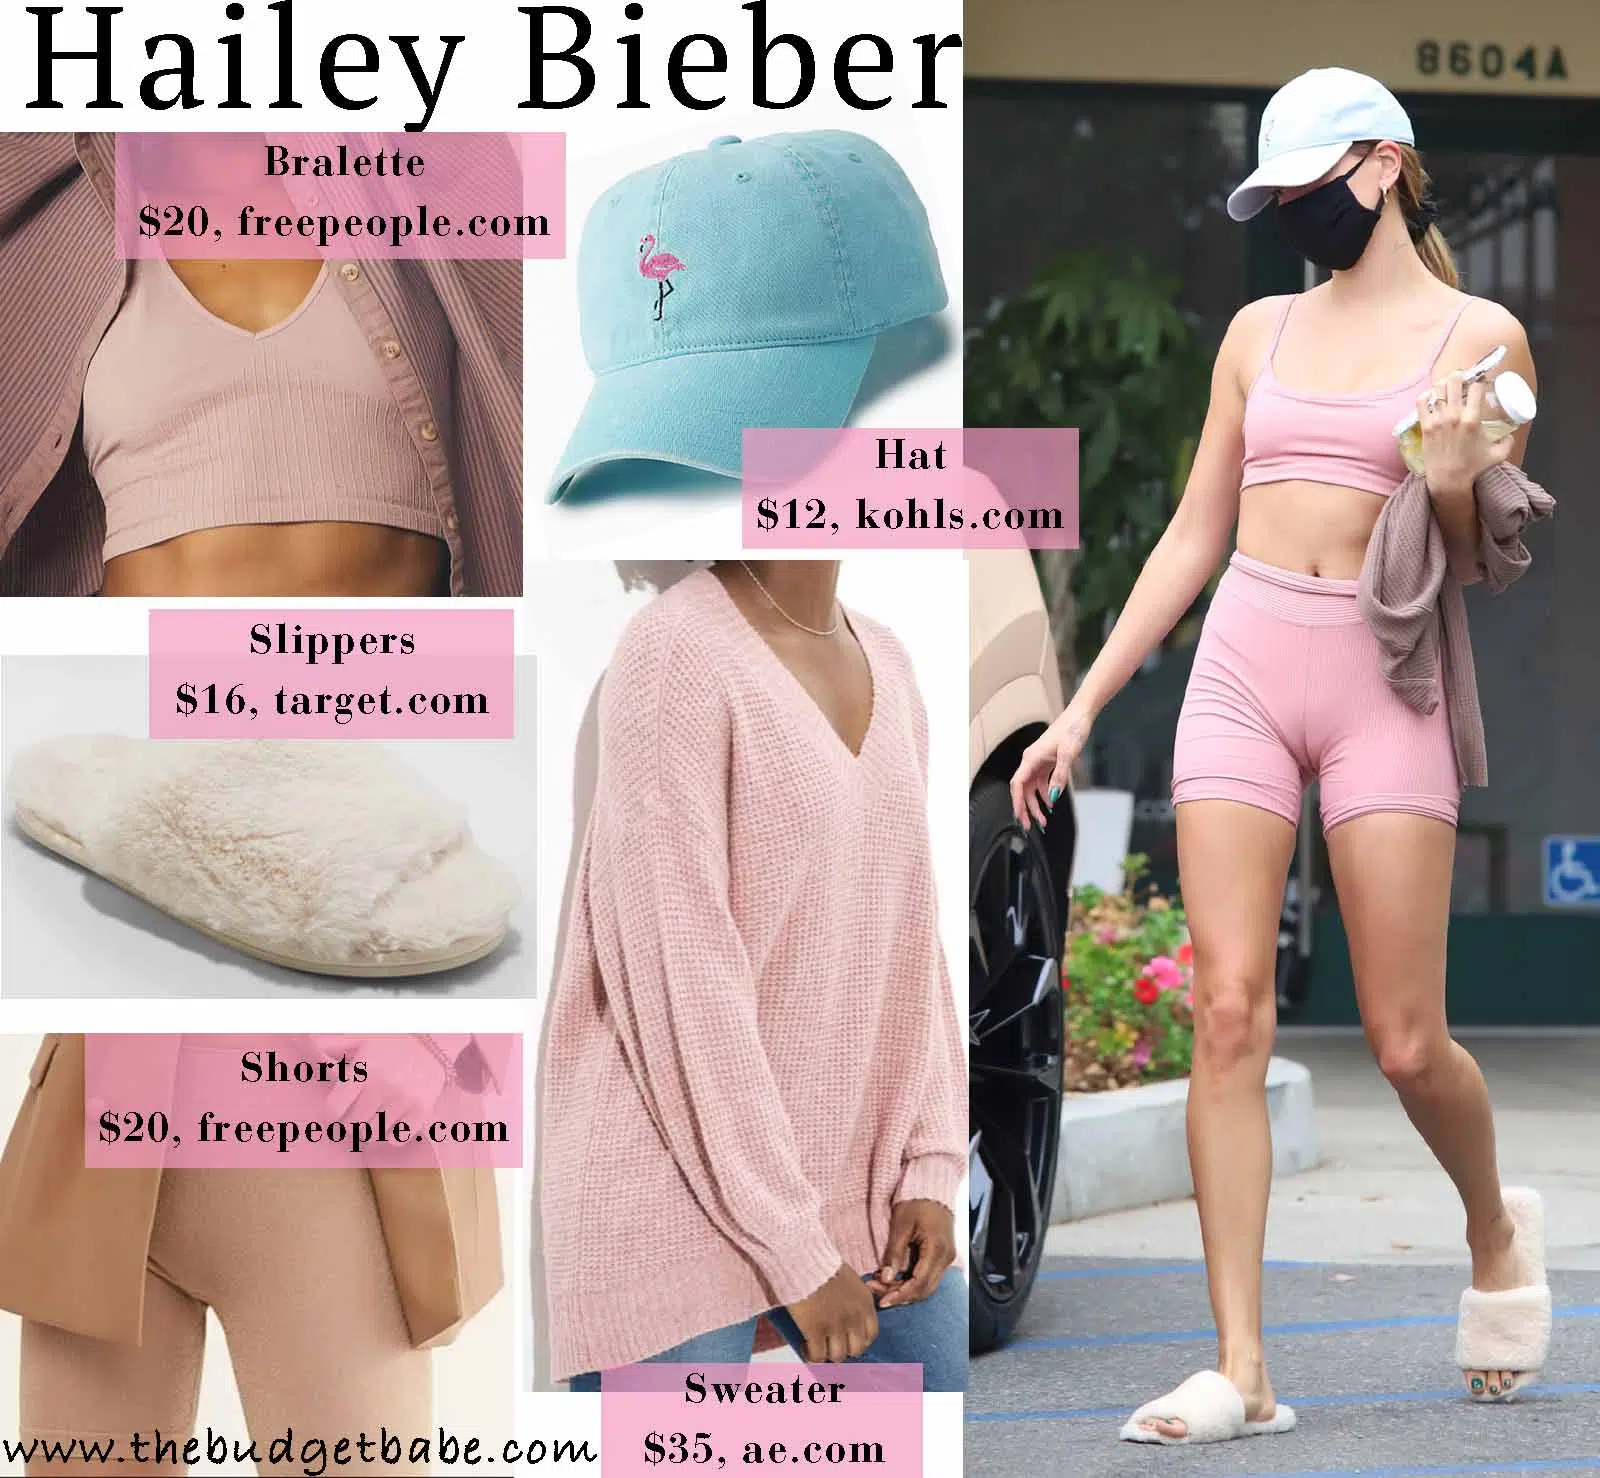 Hailey Bieber
8604A
Bralette
$20, freepeople.com
Hat
$12, kohls.com
Slippers
$16, target.com
Shorts
$20, freepeople.com
Sweater
$35, ae.com
www.thebudgetbabe.com